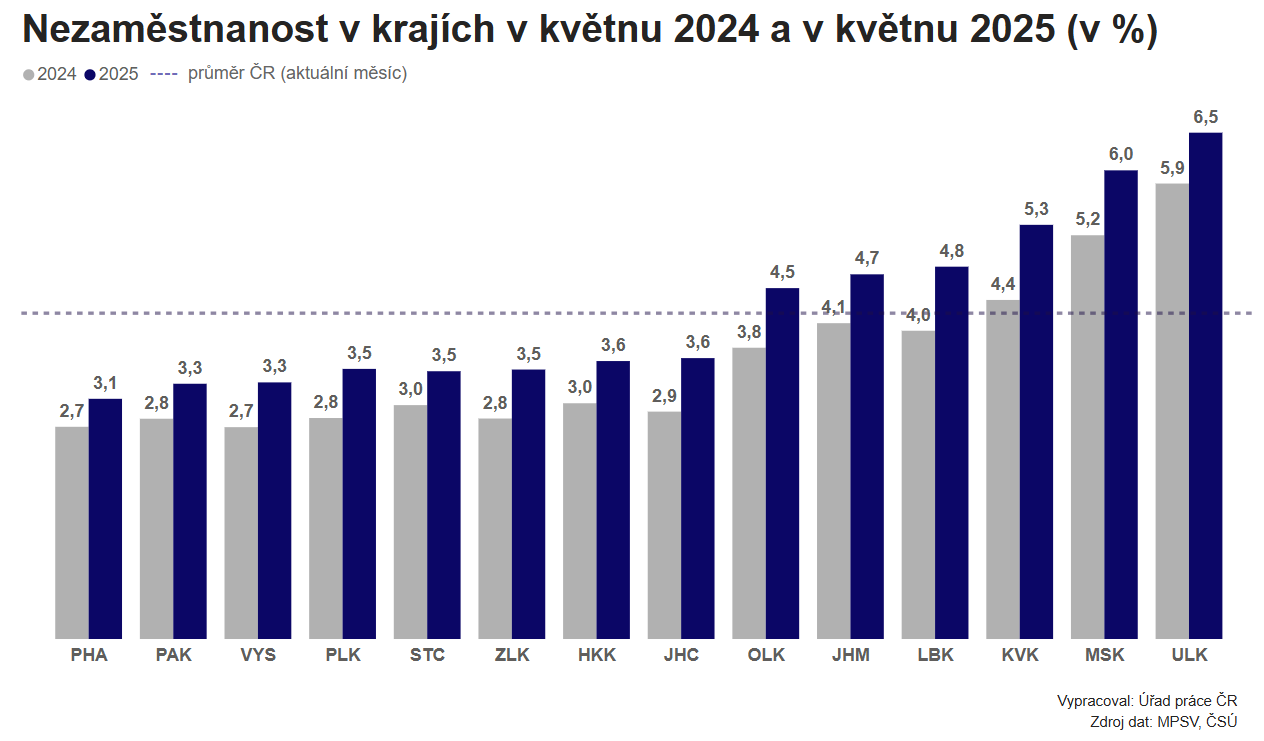 Nezaměstnanost v krajích v květnu 2024 a v květnu 2025 (v %)
2024 2025 průměr ČR (aktuální měsíc)
2,7 3,1 2,8 3,3 2,7 3,3 2,8 3,5 3,0 3,5 2,8 3,5 3,0 3,6 2,9 3,6 3,8 4,5 4,1 4,7 4,0 4,8 4,4 5,3 5,2 6,0 5,9 6,5
PHA PAK VYS PLK STC ZLK HKK JHC OLK JHM LBK KVK MSK ULK
Vypracoval: Úřad práce ČR
Zdroj dat: MPSV, ČSÚ